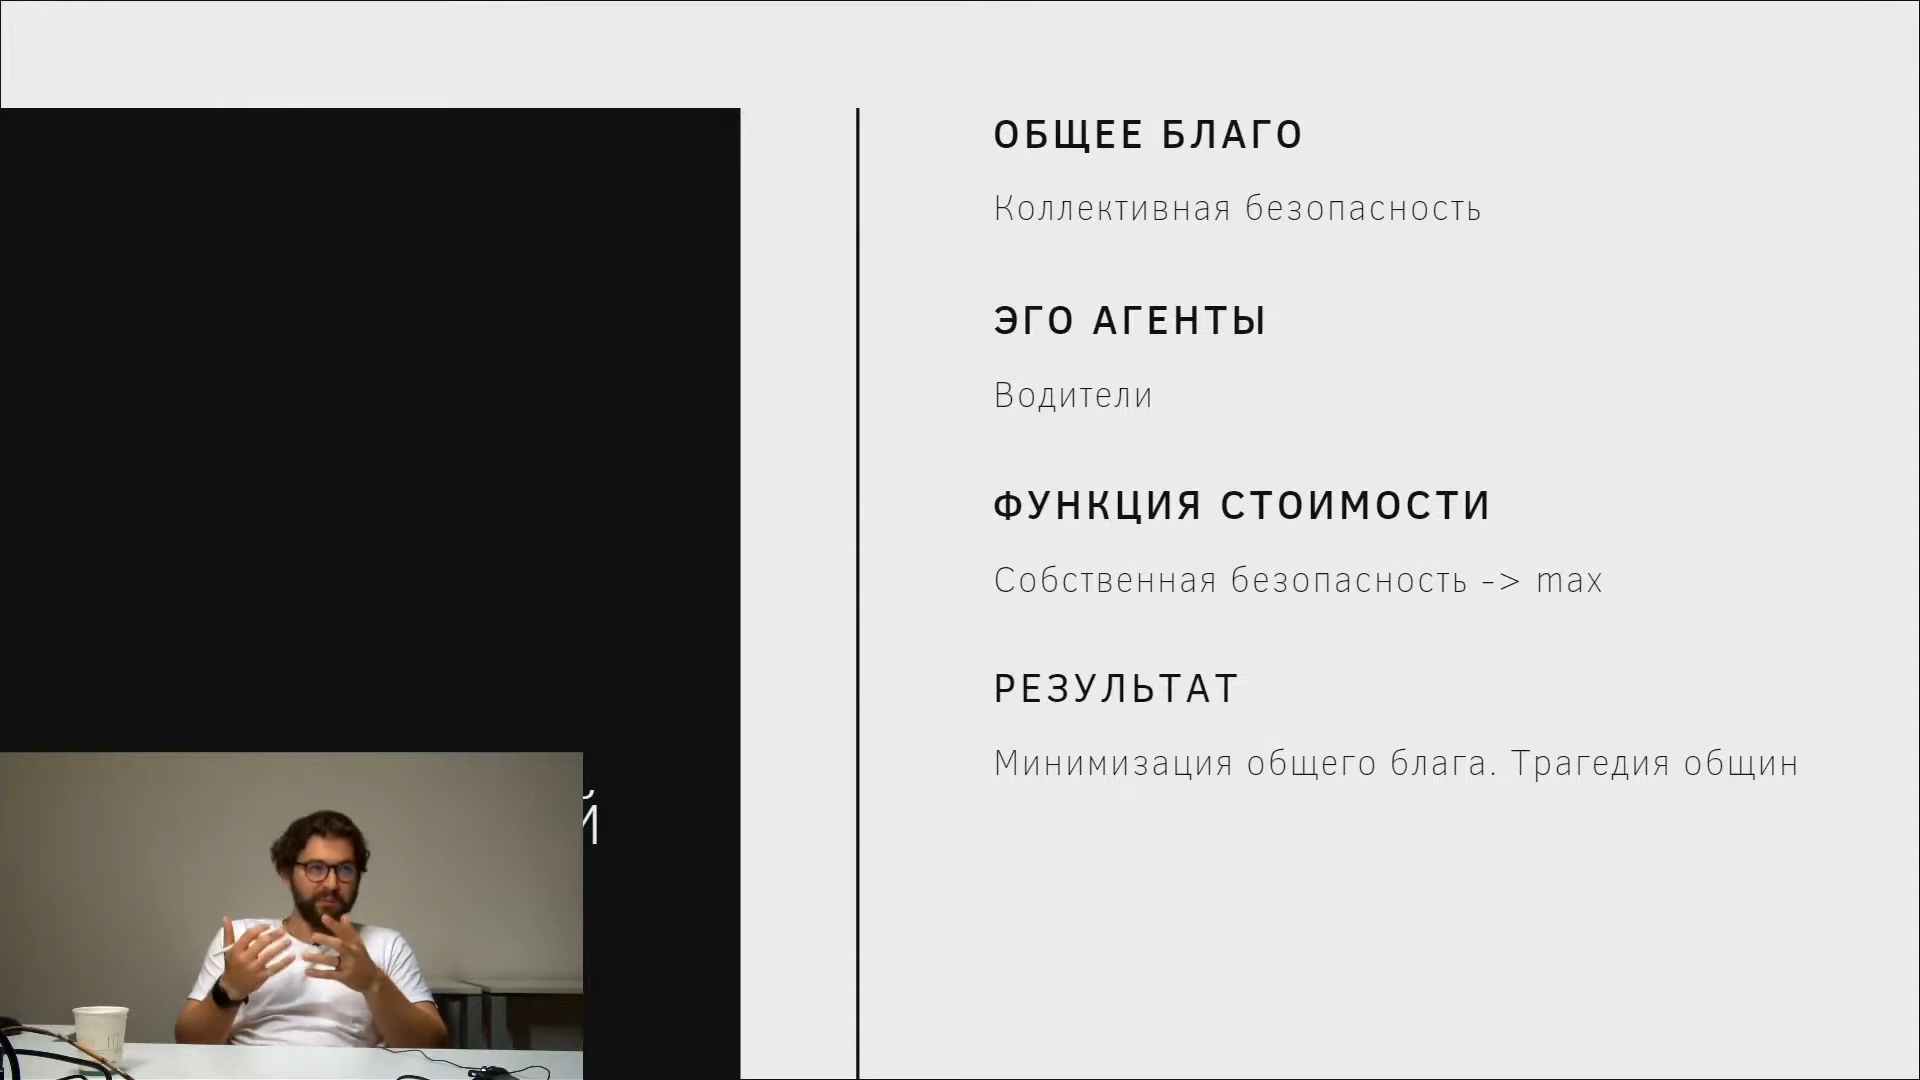 ОБЩЕЕ БЛАГО
Коллективная безопасность
ЭГО АГЕНТЫ
Водители
ФУНКЦИЯ СТОИМОСТИ
Собственная безопасность -> max
РЕЗУЛЬТАТ
Минимизация общего блага. Трагедия общин